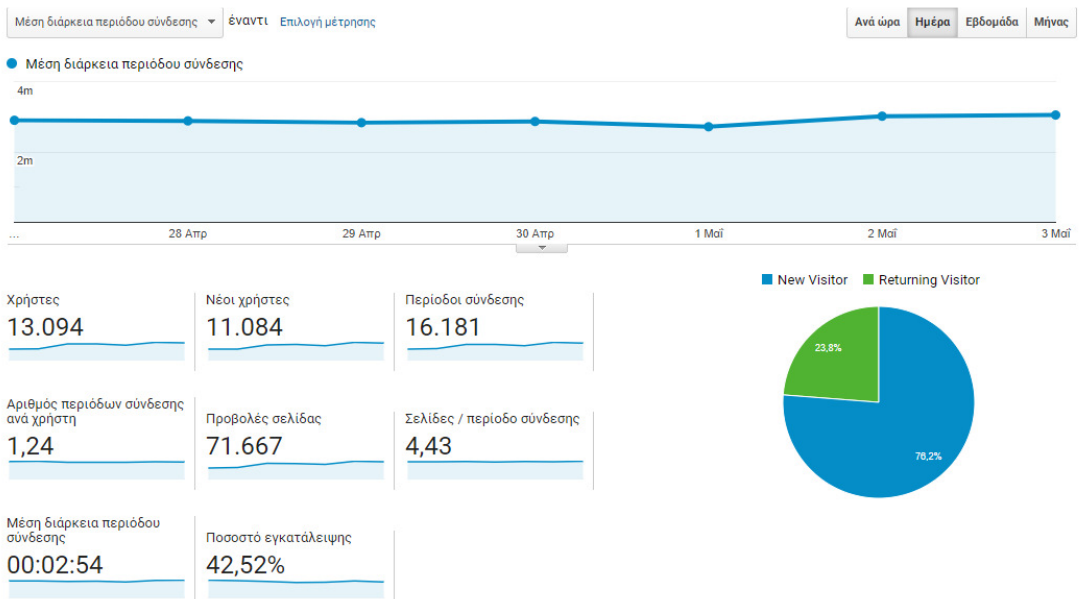 Μέση διάρκεια περιόδου σύνδεσης έναντι Επιλογή μέτρησης
Ανά ώρα Ημέρα Εβδομάδα Μήνας
Μέση διάρκεια περιόδου σύνδεσης
4m
2m
... 28 Απρ 29 Απρ 30 Απρ 1 Μαΐ 2 Μαΐ 3 Μαΐ
New Visitor Returning Visitor
Χρήστες
13.094
Νέοι χρήστες
11.084
Περίοδοι σύνδεσης
16.181
Αριθμός περιόδων σύνδεσης
ανά χρήστη
1,24
Προβολές σελίδας
71.667
Σελίδες / περίοδο σύνδεσης
4,43
Μέση διάρκεια περιόδου
σύνδεσης
00:02:54
Ποσοστό εγκατάλειψης
42,52%
23,8%
76,2%